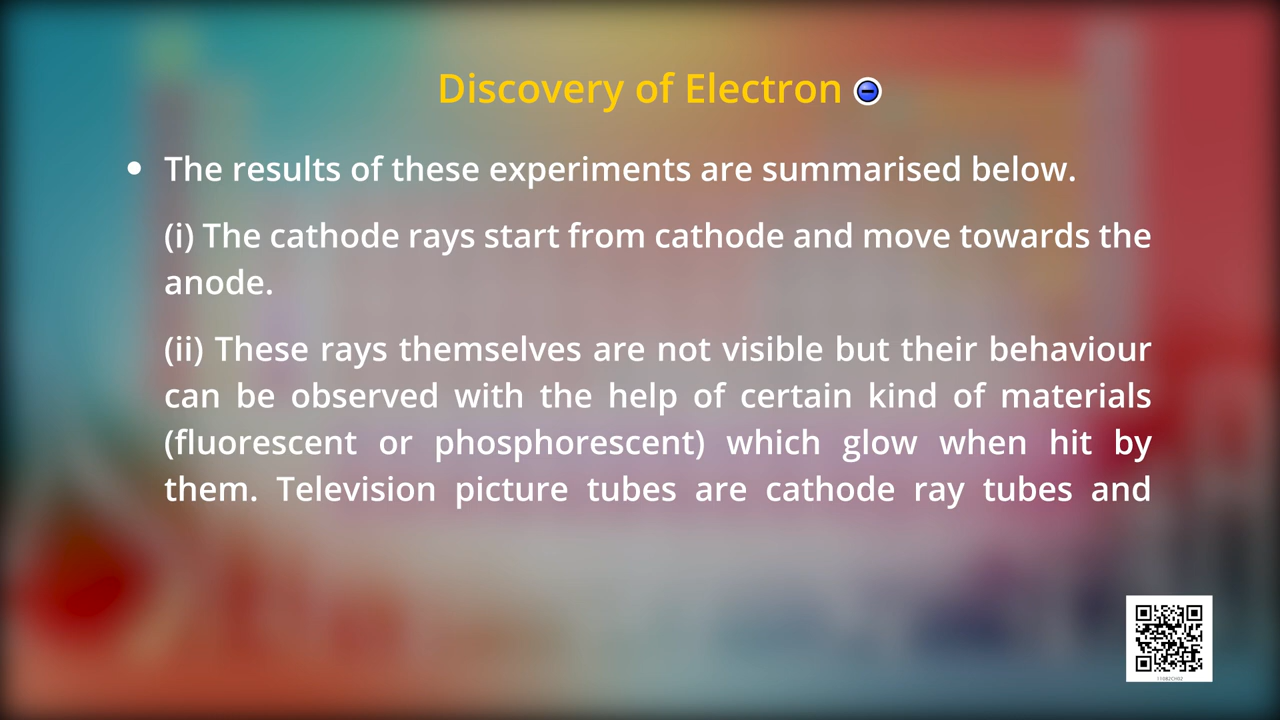 Discovery of Electron
• The results of these experiments are summarised below.
(i) The cathode rays start from cathode and move towards the
anode.
(ii) These rays themselves are not visible but their behaviour
can be observed with the help of certain kind of materials
(fluorescent or phosphorescent) which glow when hit by
them. Television picture tubes are cathode ray tubes and